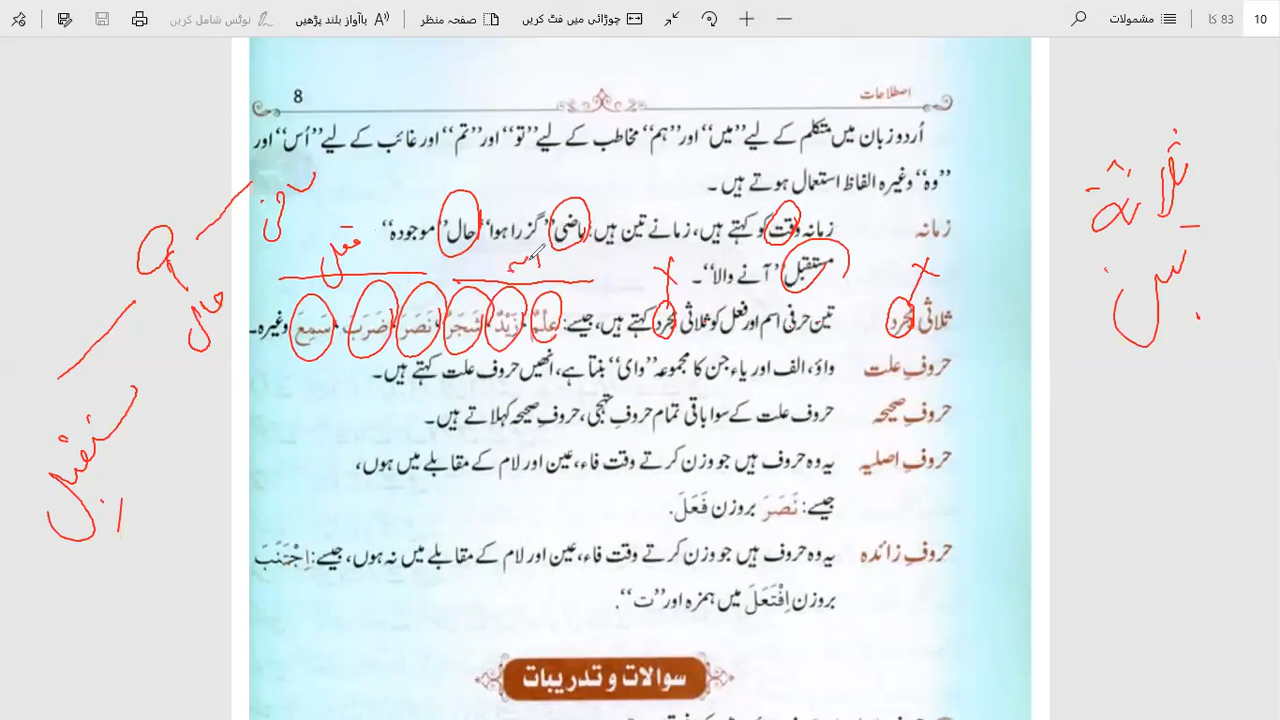 10 83 کا مشمولات چوڑائی میں فٹ کریں صفحہ منظر باآواز بلند پڑھیں نوٹس شامل کریں
اصطلاحات 8
اُردو زبان میں متکلم کے لیے ”میں“ اور ”ہم“ مخاطب کے لیے ”تو“ اور ”تم“ اور غائب کے لیے ”اُس“ اور
”وہ“ وغیرہ الفاظ استعمال ہوتے ہیں۔
زمانہ زمانہ وقت کو کہتے ہیں، زمانے تین ہیں: ماضی ”گزرا ہوا“ حال ”موجودہ“
مستقبل ”آنے والا“۔
ثلاثی مجرد تین حرفی اسم اور فعل کو ثلاثی مجرد کہتے ہیں، جیسے: عِلْمٌ، زَیْدٌ، شَجَرٌ، نَصَرَ، ضَرَبَ، سَمِعَ وغیرہ۔
حروفِ علت واؤ، الف اور یاء جن کا مجموعہ ”وای“ بنتا ہے، انھیں حروف علت کہتے ہیں۔
حروفِ صحیحہ حروف علت کے سوا باقی تمام حروفِ تہجی، حروفِ صحیحہ کہلاتے ہیں۔
حروفِ اصلیہ یہ وہ حروف ہیں جو وزن کرتے وقت فاء، عین اور لام کے مقابلے میں ہوں،
جیسے: نَصَرَ بروزن فَعَلَ.
حروفِ زائدہ یہ وہ حروف ہیں جو وزن کرتے وقت فاء، عین اور لام کے مقابلے میں نہ ہوں، جیسے: اِجْتَنَبَ
بروزن اِفْتَعَلَ میں ہمزہ اور ”ت“.
سوالات و تدریبات
ثلاثة
ماضی
حال
فعل
اسم